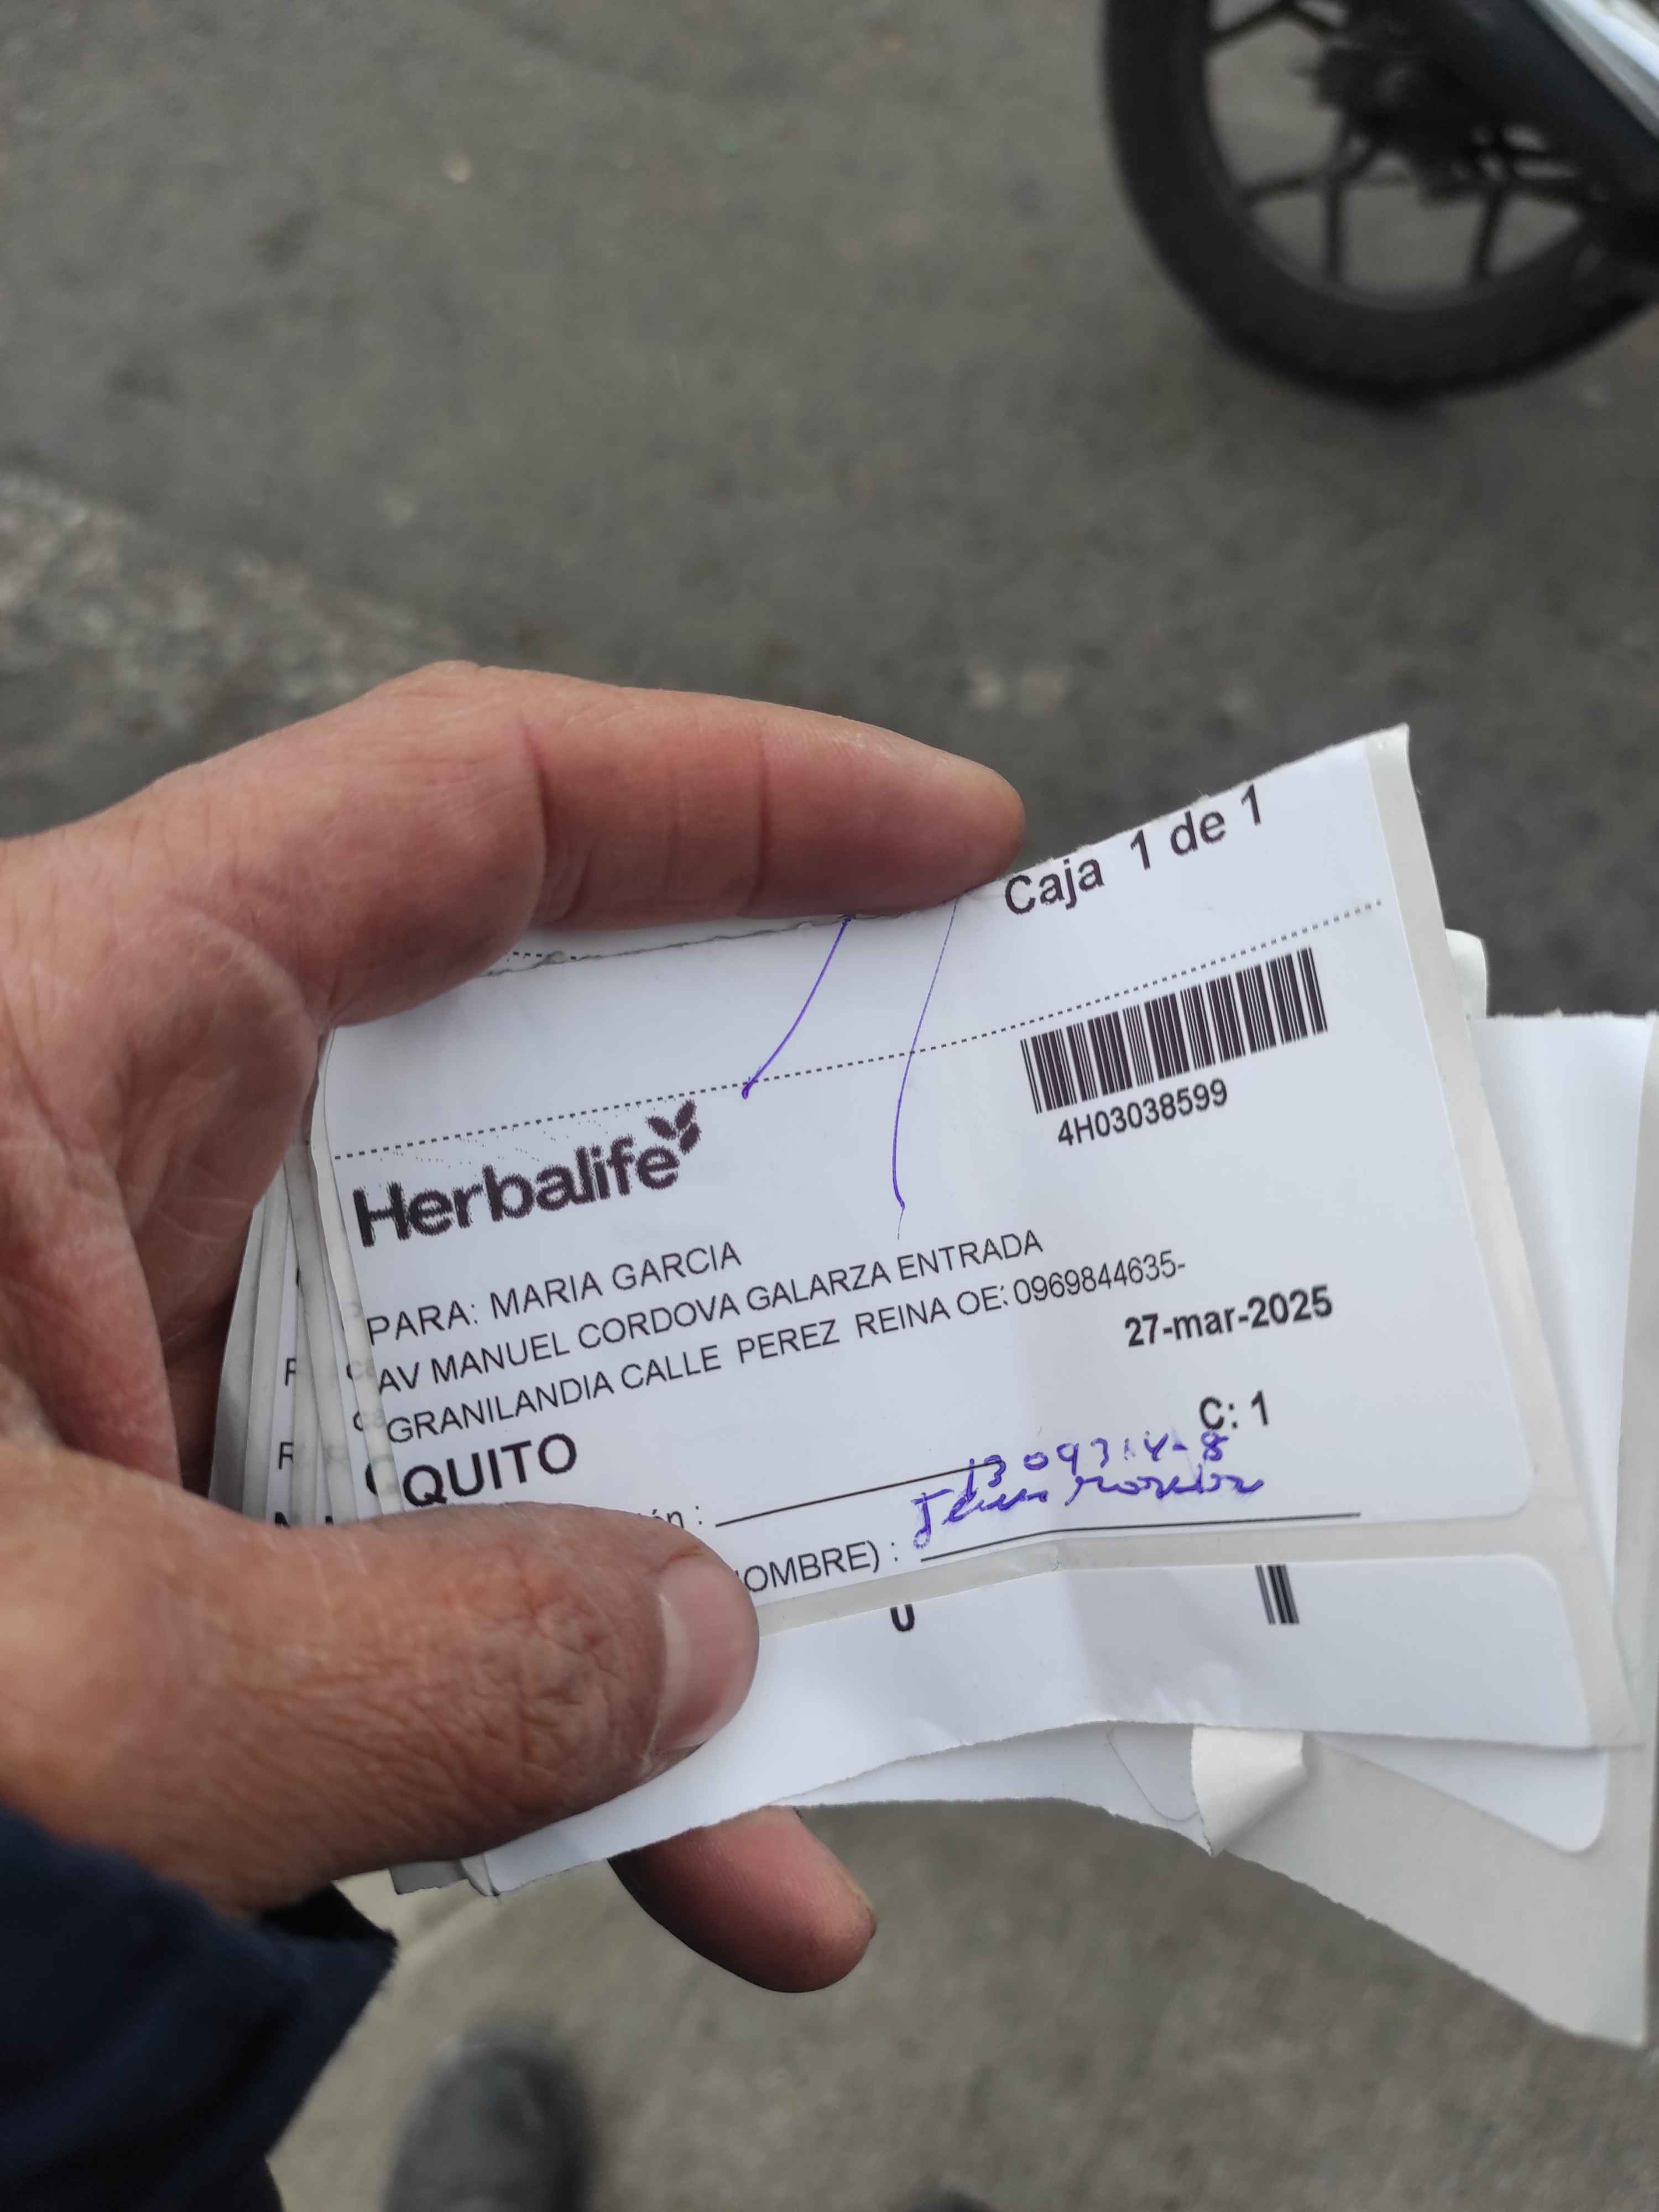 Caja 1 de 1
4H03038599
Herbalife
PARA: MARIA GARCIA
AV MANUEL CORDOVA GALARZA ENTRADA
GRANILANDIA CALLE PEREZ REINA OE: 0969844635-
27-mar-2025
QUITO
C: 1
ón :
OMBRE) :